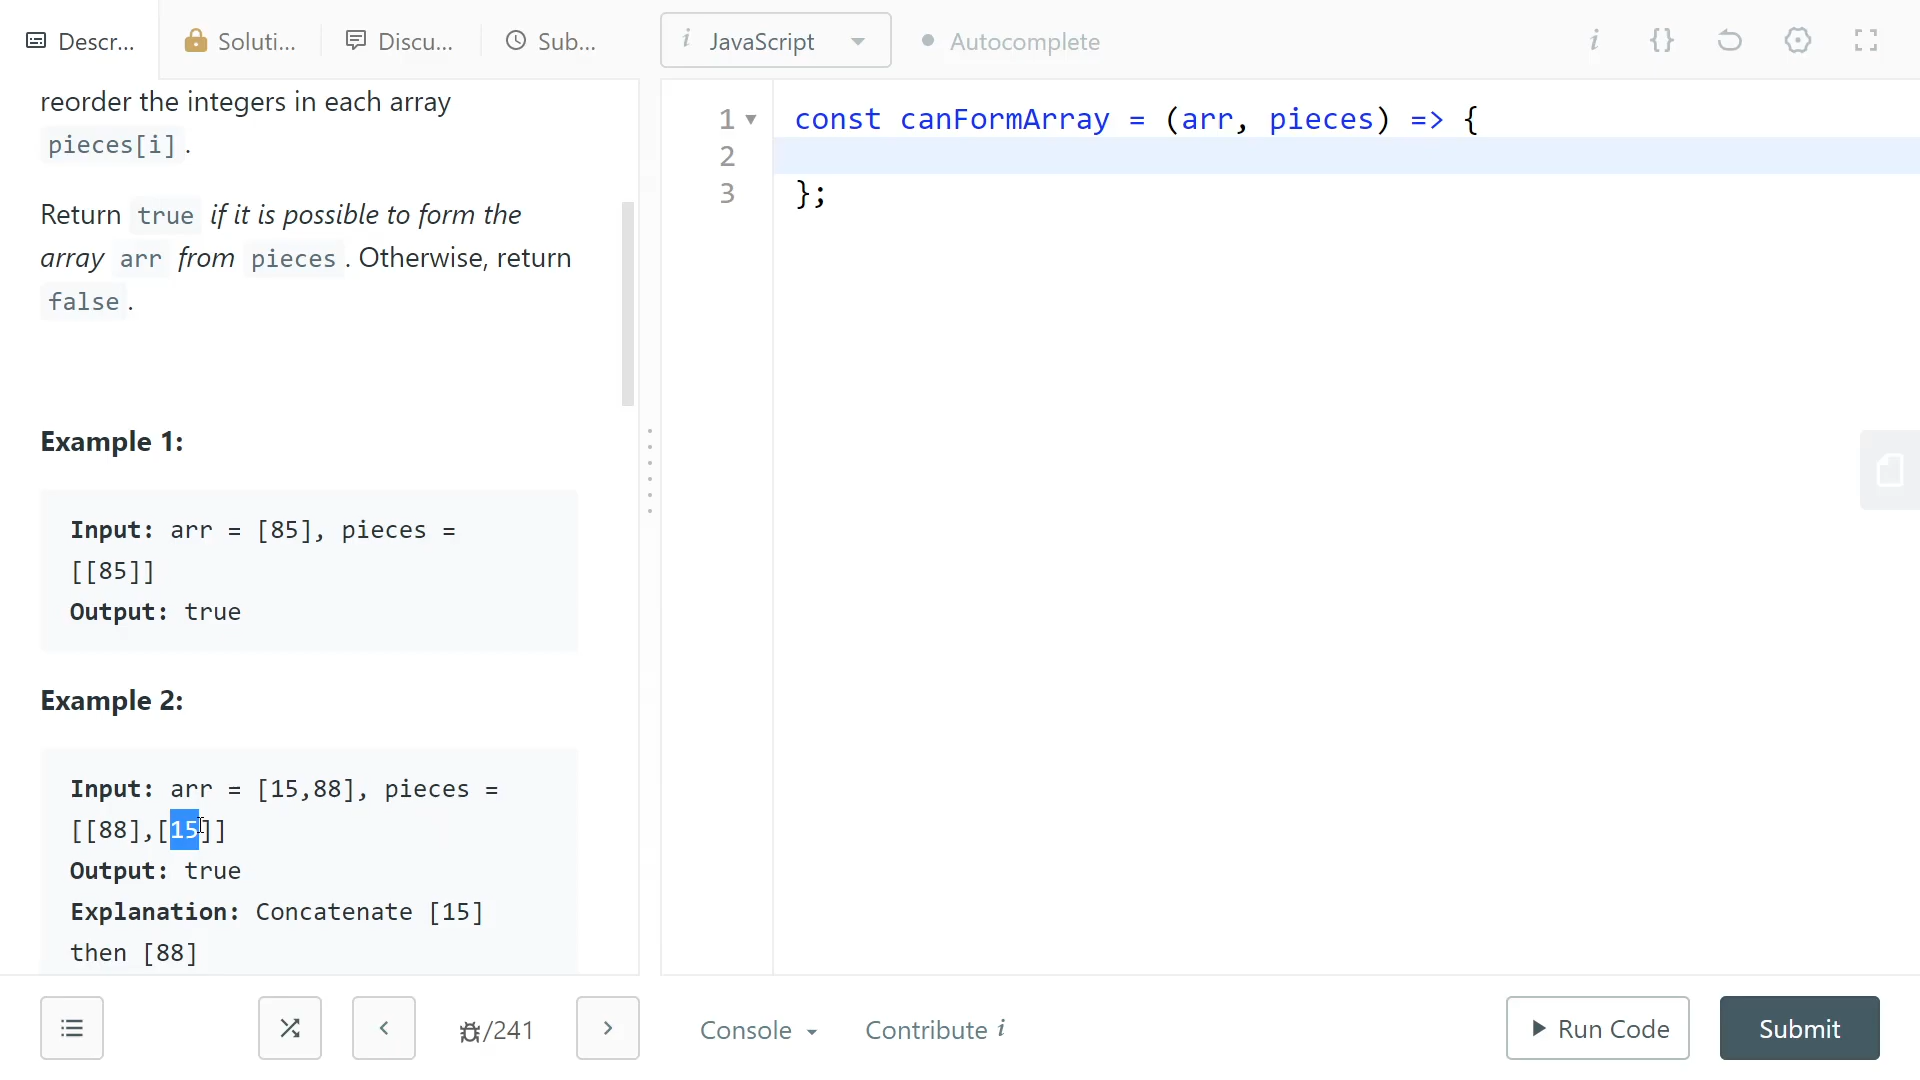 Descr...
Soluti...
Discu...
Sub...
i JavaScript
Autocomplete
i {}
reorder the integers in each array
pieces[i] .
Return true if it is possible to form the
array arr from pieces . Otherwise, return
false .
Example 1:
Input: arr = [85], pieces =
[[85]]
Output: true
Example 2:
Input: arr = [15,88], pieces =
[[88],[15]]
Output: true
Explanation: Concatenate [15]
then [88]
1 const canFormArray = (arr, pieces) => {
2
3 };
/241
Console
Contribute i
Run Code
Submit